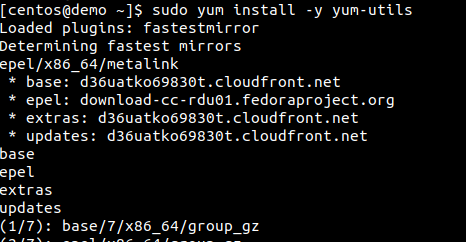 [centos@demo ~]$ sudo yum install -y yum-utils
Loaded plugins: fastestmirror
Determining fastest mirrors
epel/x86_64/metalink
 * base: d36uatko69830t.cloudfront.net
 * epel: download-cc-rdu01.fedoraproject.org
 * extras: d36uatko69830t.cloudfront.net
 * updates: d36uatko69830t.cloudfront.net
base
epel
extras
updates
(1/7): base/7/x86_64/group_gz